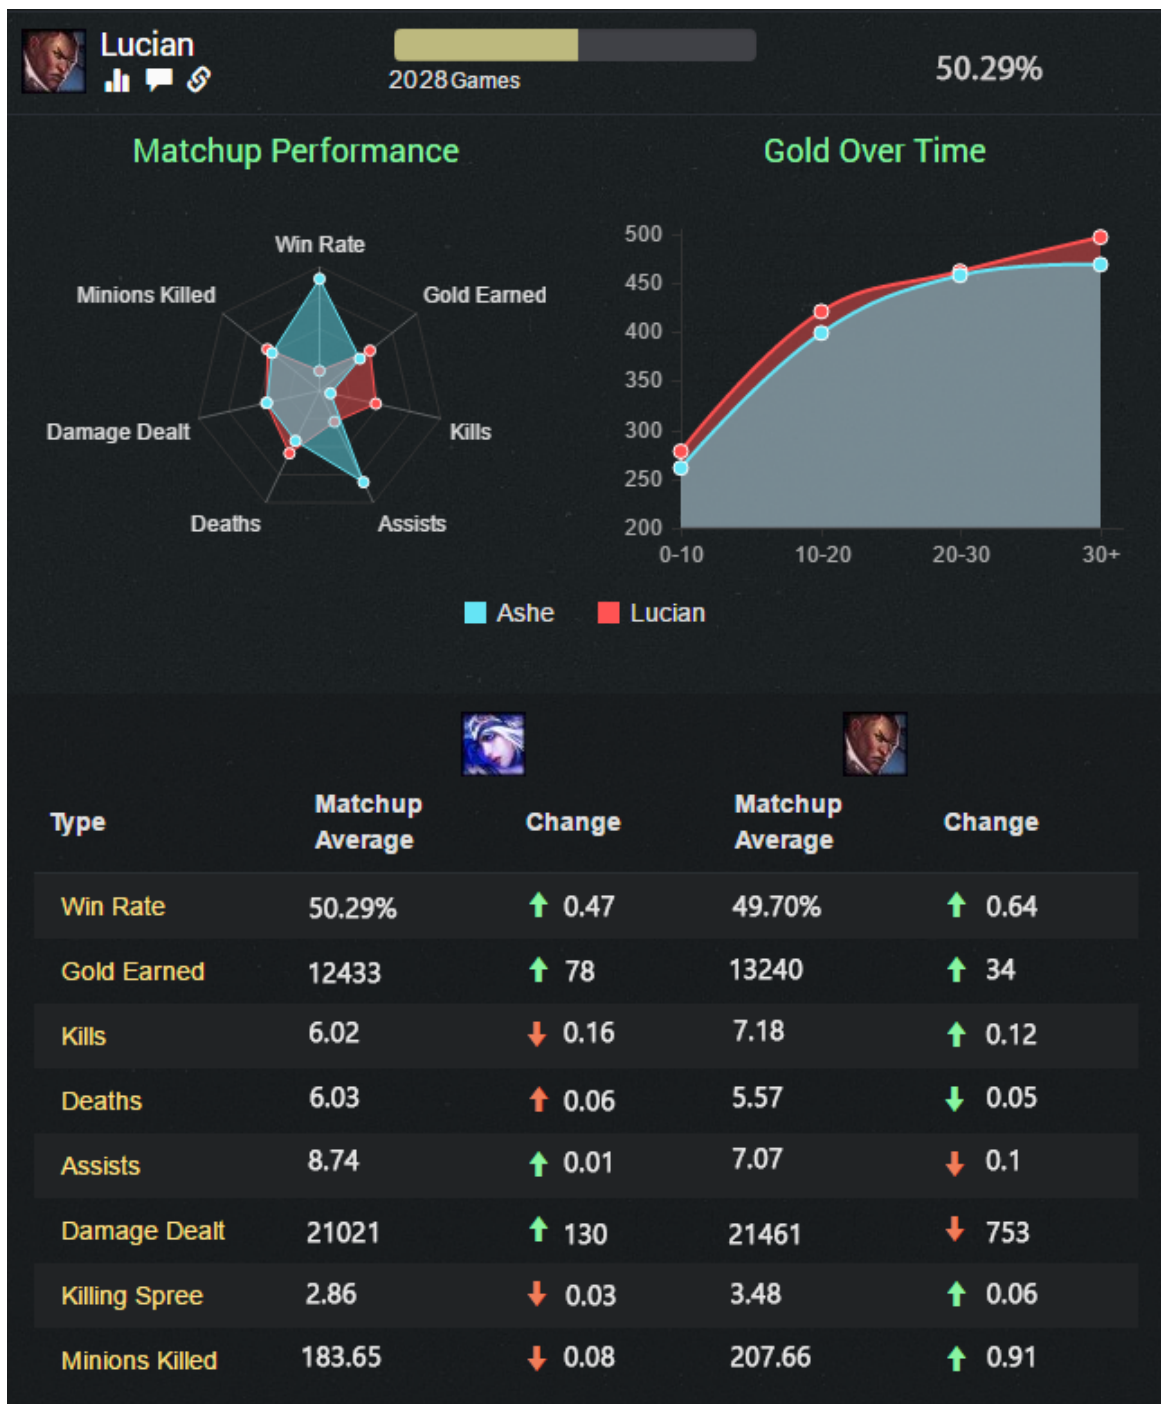 Lucian
2028Games
50.29%
Matchup Performance
Gold Over Time
Win Rate
Minions Killed
Gold Earned
Damage Dealt
Kills
Deaths
Assists
500
450
400
350
300
250
200
0-10 10-20 20-30 30+
Ashe Lucian
Type Matchup Average Change Matchup Average Change
Win Rate 50.29% 0.47 49.70% 0.64
Gold Earned 12433 78 13240 34
Kills 6.02 0.16 7.18 0.12
Deaths 6.03 0.06 5.57 0.05
Assists 8.74 0.01 7.07 0.1
Damage Dealt 21021 130 21461 753
Killing Spree 2.86 0.03 3.48 0.06
Minions Killed 183.65 0.08 207.66 0.91